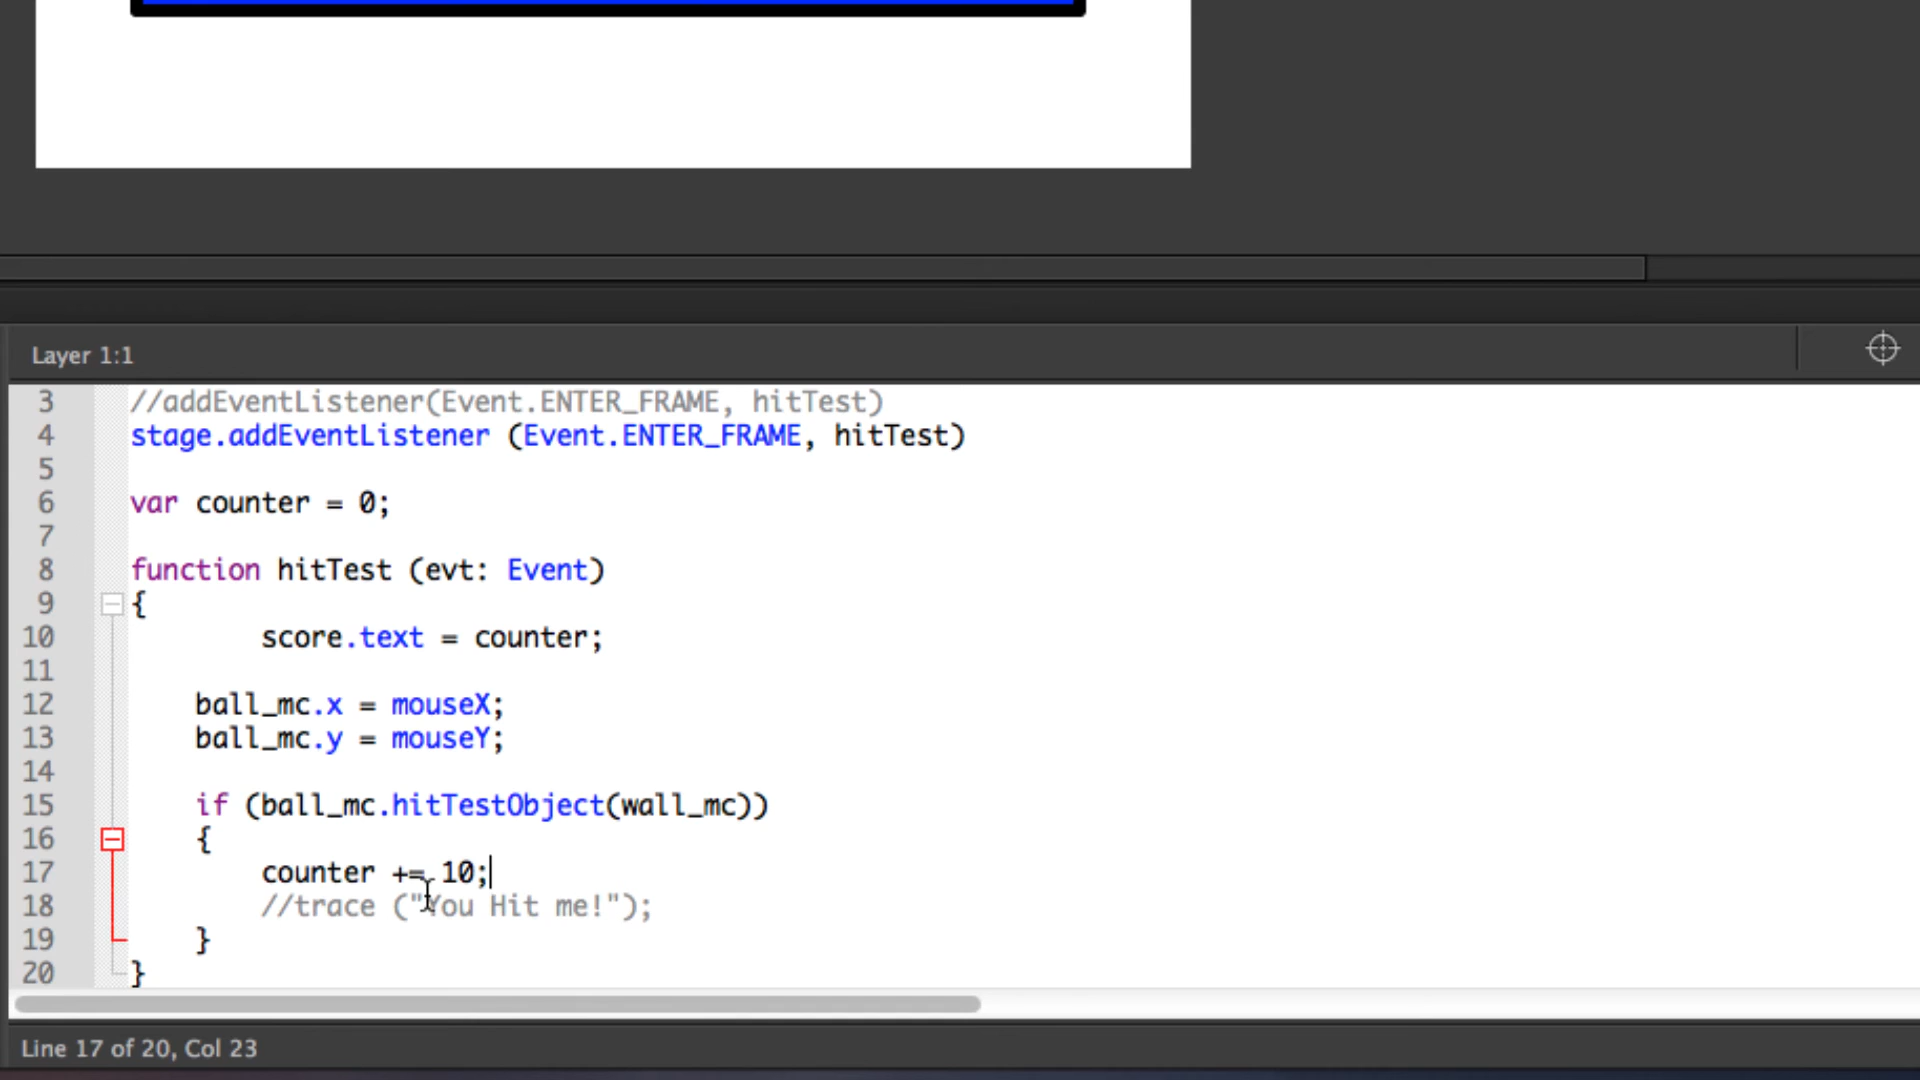 Layer 1:1
3 //addEventListener(Event.ENTER_FRAME, hitTest)
4 stage.addEventListener (Event.ENTER_FRAME, hitTest)
5
6 var counter = 0;
7
8 function hitTest (evt: Event)
9 {
10 score.text = counter;
11
12 ball_mc.x = mouseX;
13 ball_mc.y = mouseY;
14
15 if (ball_mc.hitTestObject(wall_mc))
16 {
17 counter += 10;
18 //trace ("You Hit me!");
19 }
20 }
Line 17 of 20, Col 23